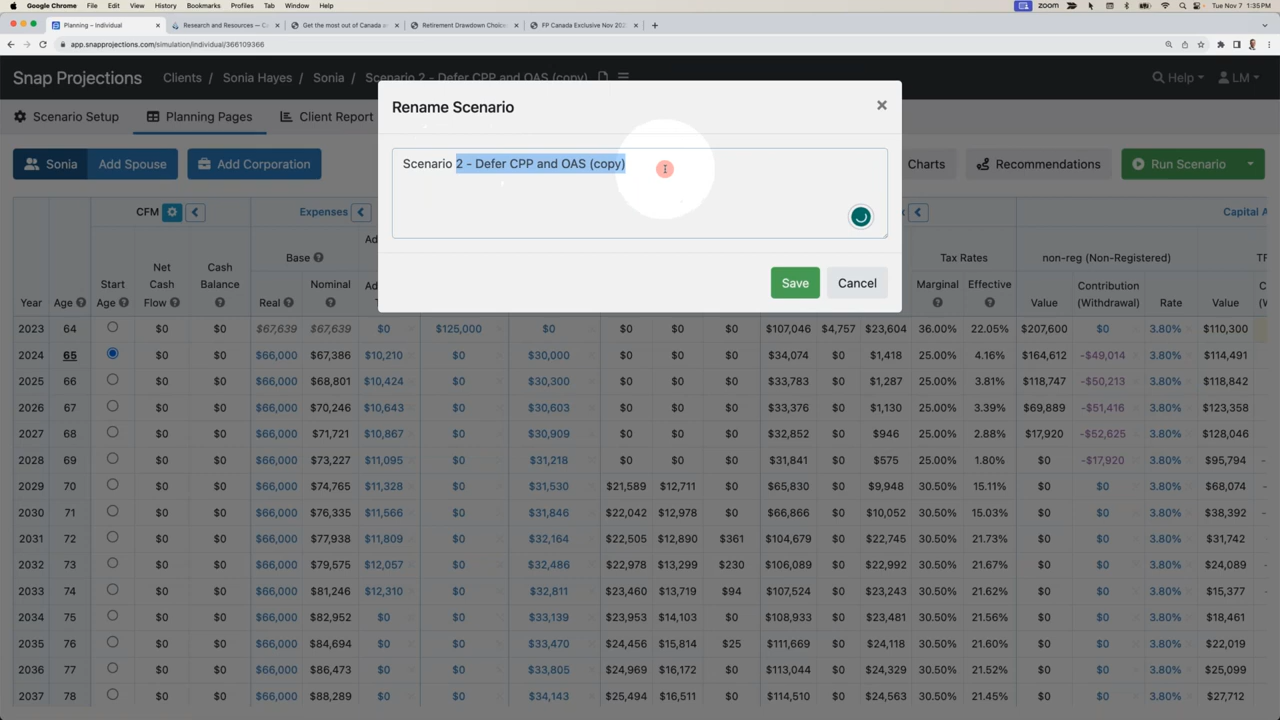 Google Chrome File Edit View History Bookmarks Profiles Tab Window Help zoom Tue Nov 7 1:35PM
Planning – Individual × Research and Resources — C × Get the most out of Canada a × Retirement Drawdown Choice × FP Canada Exclusive Nov 202 × +
app.snapprojections.com/simulation/individual/366109366
Snap Projections Clients / Sonia Hayes / Sonia / Scenario 2 - Defer CPP and OAS (copy) Help LM
Scenario Setup Planning Pages Client Report
Sonia Add Spouse Add Corporation Charts Recommendations Run Scenario
Rename Scenario ×
Scenario 2 - Defer CPP and OAS (copy)
Save Cancel
CFM Expenses Capital A
Base Ad Tax Rates non-reg (Non-Registered) TF
Year Age Start Age Net Cash Flow Cash Balance Real Nominal Ad Marginal Effective Value Contribution (Withdrawal) Rate Value
2023 64 $0 $0 $67,639 $67,639 $0 $125,000 $0 $0 $0 $0 $107,046 $4,757 $23,604 36.00% 22.05% $207,600 $0 3.80% $110,300
2024 65 $0 $0 $66,000 $67,386 $10,210 $0 $30,000 $0 $0 $0 $34,074 $0 $1,418 25.00% 4.16% $164,612 -$49,014 3.80% $114,491
2025 66 $0 $0 $66,000 $68,801 $10,424 $0 $30,300 $0 $0 $0 $33,783 $0 $1,287 25.00% 3.81% $118,747 -$50,213 3.80% $118,842
2026 67 $0 $0 $66,000 $70,246 $10,643 $0 $30,603 $0 $0 $0 $33,376 $0 $1,130 25.00% 3.39% $69,889 -$51,416 3.80% $123,358
2027 68 $0 $0 $66,000 $71,721 $10,867 $0 $30,909 $0 $0 $0 $32,852 $0 $946 25.00% 2.88% $17,920 -$52,625 3.80% $128,046
2028 69 $0 $0 $66,000 $73,227 $11,095 $0 $31,218 $0 $0 $0 $31,841 $0 $575 25.00% 1.80% $0 -$17,920 3.80% $95,794
2029 70 $0 $0 $66,000 $74,765 $11,328 $0 $31,530 $21,589 $12,711 $0 $65,830 $0 $9,948 30.50% 15.11% $0 $0 3.80% $68,074 -
2030 71 $0 $0 $66,000 $76,335 $11,566 $0 $31,846 $22,042 $12,978 $0 $66,866 $0 $10,052 30.50% 15.03% $0 $0 3.80% $38,392 -
2031 72 $0 $0 $66,000 $77,938 $11,809 $0 $32,164 $22,505 $12,890 $361 $104,679 $0 $22,745 30.50% 21.73% $0 $0 3.80% $31,742
2032 73 $0 $0 $66,000 $79,575 $12,057 $0 $32,486 $22,978 $13,299 $230 $106,089 $0 $22,992 30.50% 21.67% $0 $0 3.80% $24,089
2033 74 $0 $0 $66,000 $81,246 $12,310 $0 $32,811 $23,460 $13,719 $94 $107,524 $0 $23,243 30.50% 21.62% $0 $0 3.80% $15,377
2034 75 $0 $0 $66,000 $82,952 $0 $0 $33,139 $23,953 $14,103 $0 $108,933 $0 $23,481 30.50% 21.56% $0 $0 3.80% $18,461
2035 76 $0 $0 $66,000 $84,694 $0 $0 $33,470 $24,456 $15,814 $25 $111,669 $0 $24,118 30.50% 21.60% $0 $0 3.80% $22,019
2036 77 $0 $0 $66,000 $86,473 $0 $0 $33,805 $24,969 $16,172 $0 $113,044 $0 $24,329 30.50% 21.52% $0 $0 3.80% $25,099
2037 78 $0 $0 $66,000 $88,289 $0 $0 $34,143 $25,494 $16,511 $0 $114,510 $0 $24,563 30.50% 21.45% $0 $0 3.80% $27,712